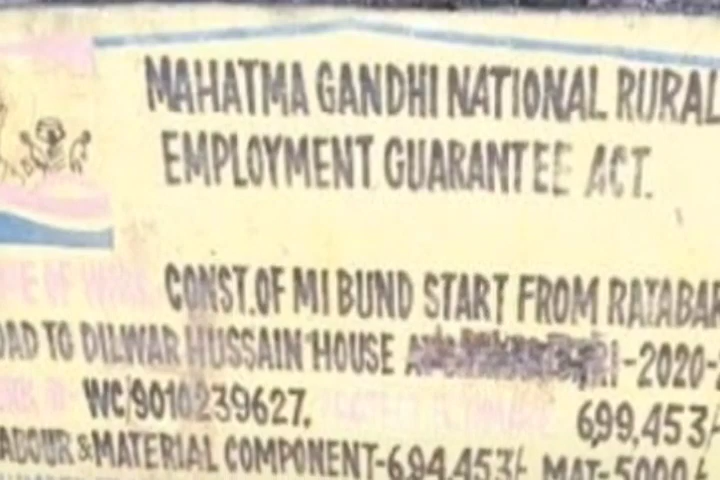 MAHATMA GANDHI NATIONAL RURAL
EMPLOYMENT GUARANTEE ACT.
CONST.OF MI BUND START FROM RATABAR
OAD TO DILWAR HUSSAIN HOUSE -2020-
WC/9010239627. 699,453/-
ABOUR & MATERIAL COMPONENT-694,453/- MAT-5000/-